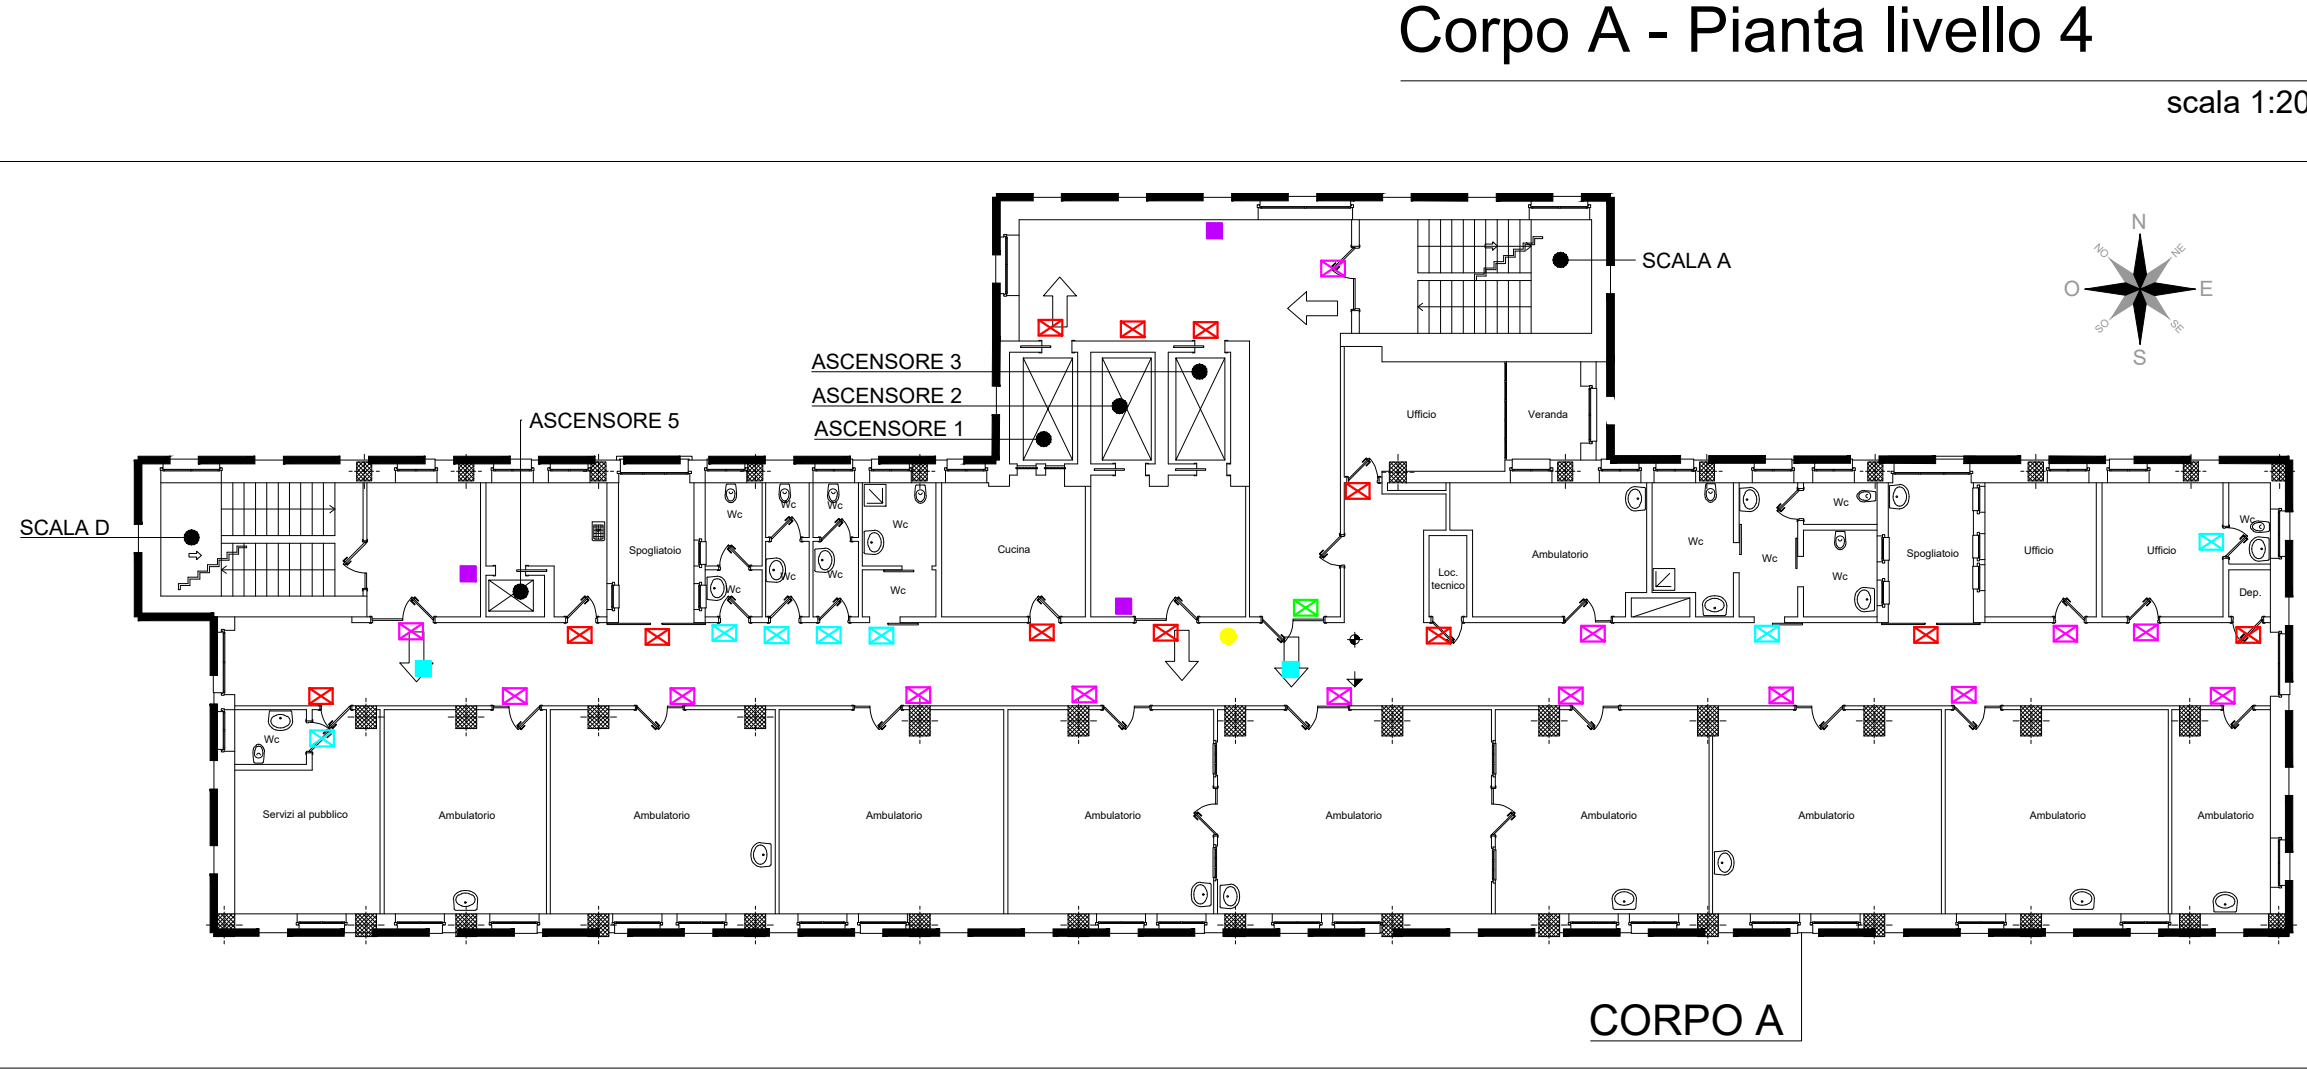 Corpo A - Pianta livello 4
scala 1:20
N
NO
NE
O
E
SO
SE
S
SCALA A
ASCENSORE 3
ASCENSORE 2
ASCENSORE 1
ASCENSORE 5
SCALA D
Ufficio
Veranda
Wc
Wc
Wc
Wc
Wc
Wc
Wc
Wc
Spogliatoio
Cucina
Ambulatorio
Loc.
tecnico
Wc
Wc
Wc
Wc
Spogliatoio
Ufficio
Ufficio
Wc
Dep.
Wc
Servizi al pubblico
Ambulatorio
Ambulatorio
Ambulatorio
Ambulatorio
Ambulatorio
Ambulatorio
Ambulatorio
Ambulatorio
Ambulatorio
CORPO A